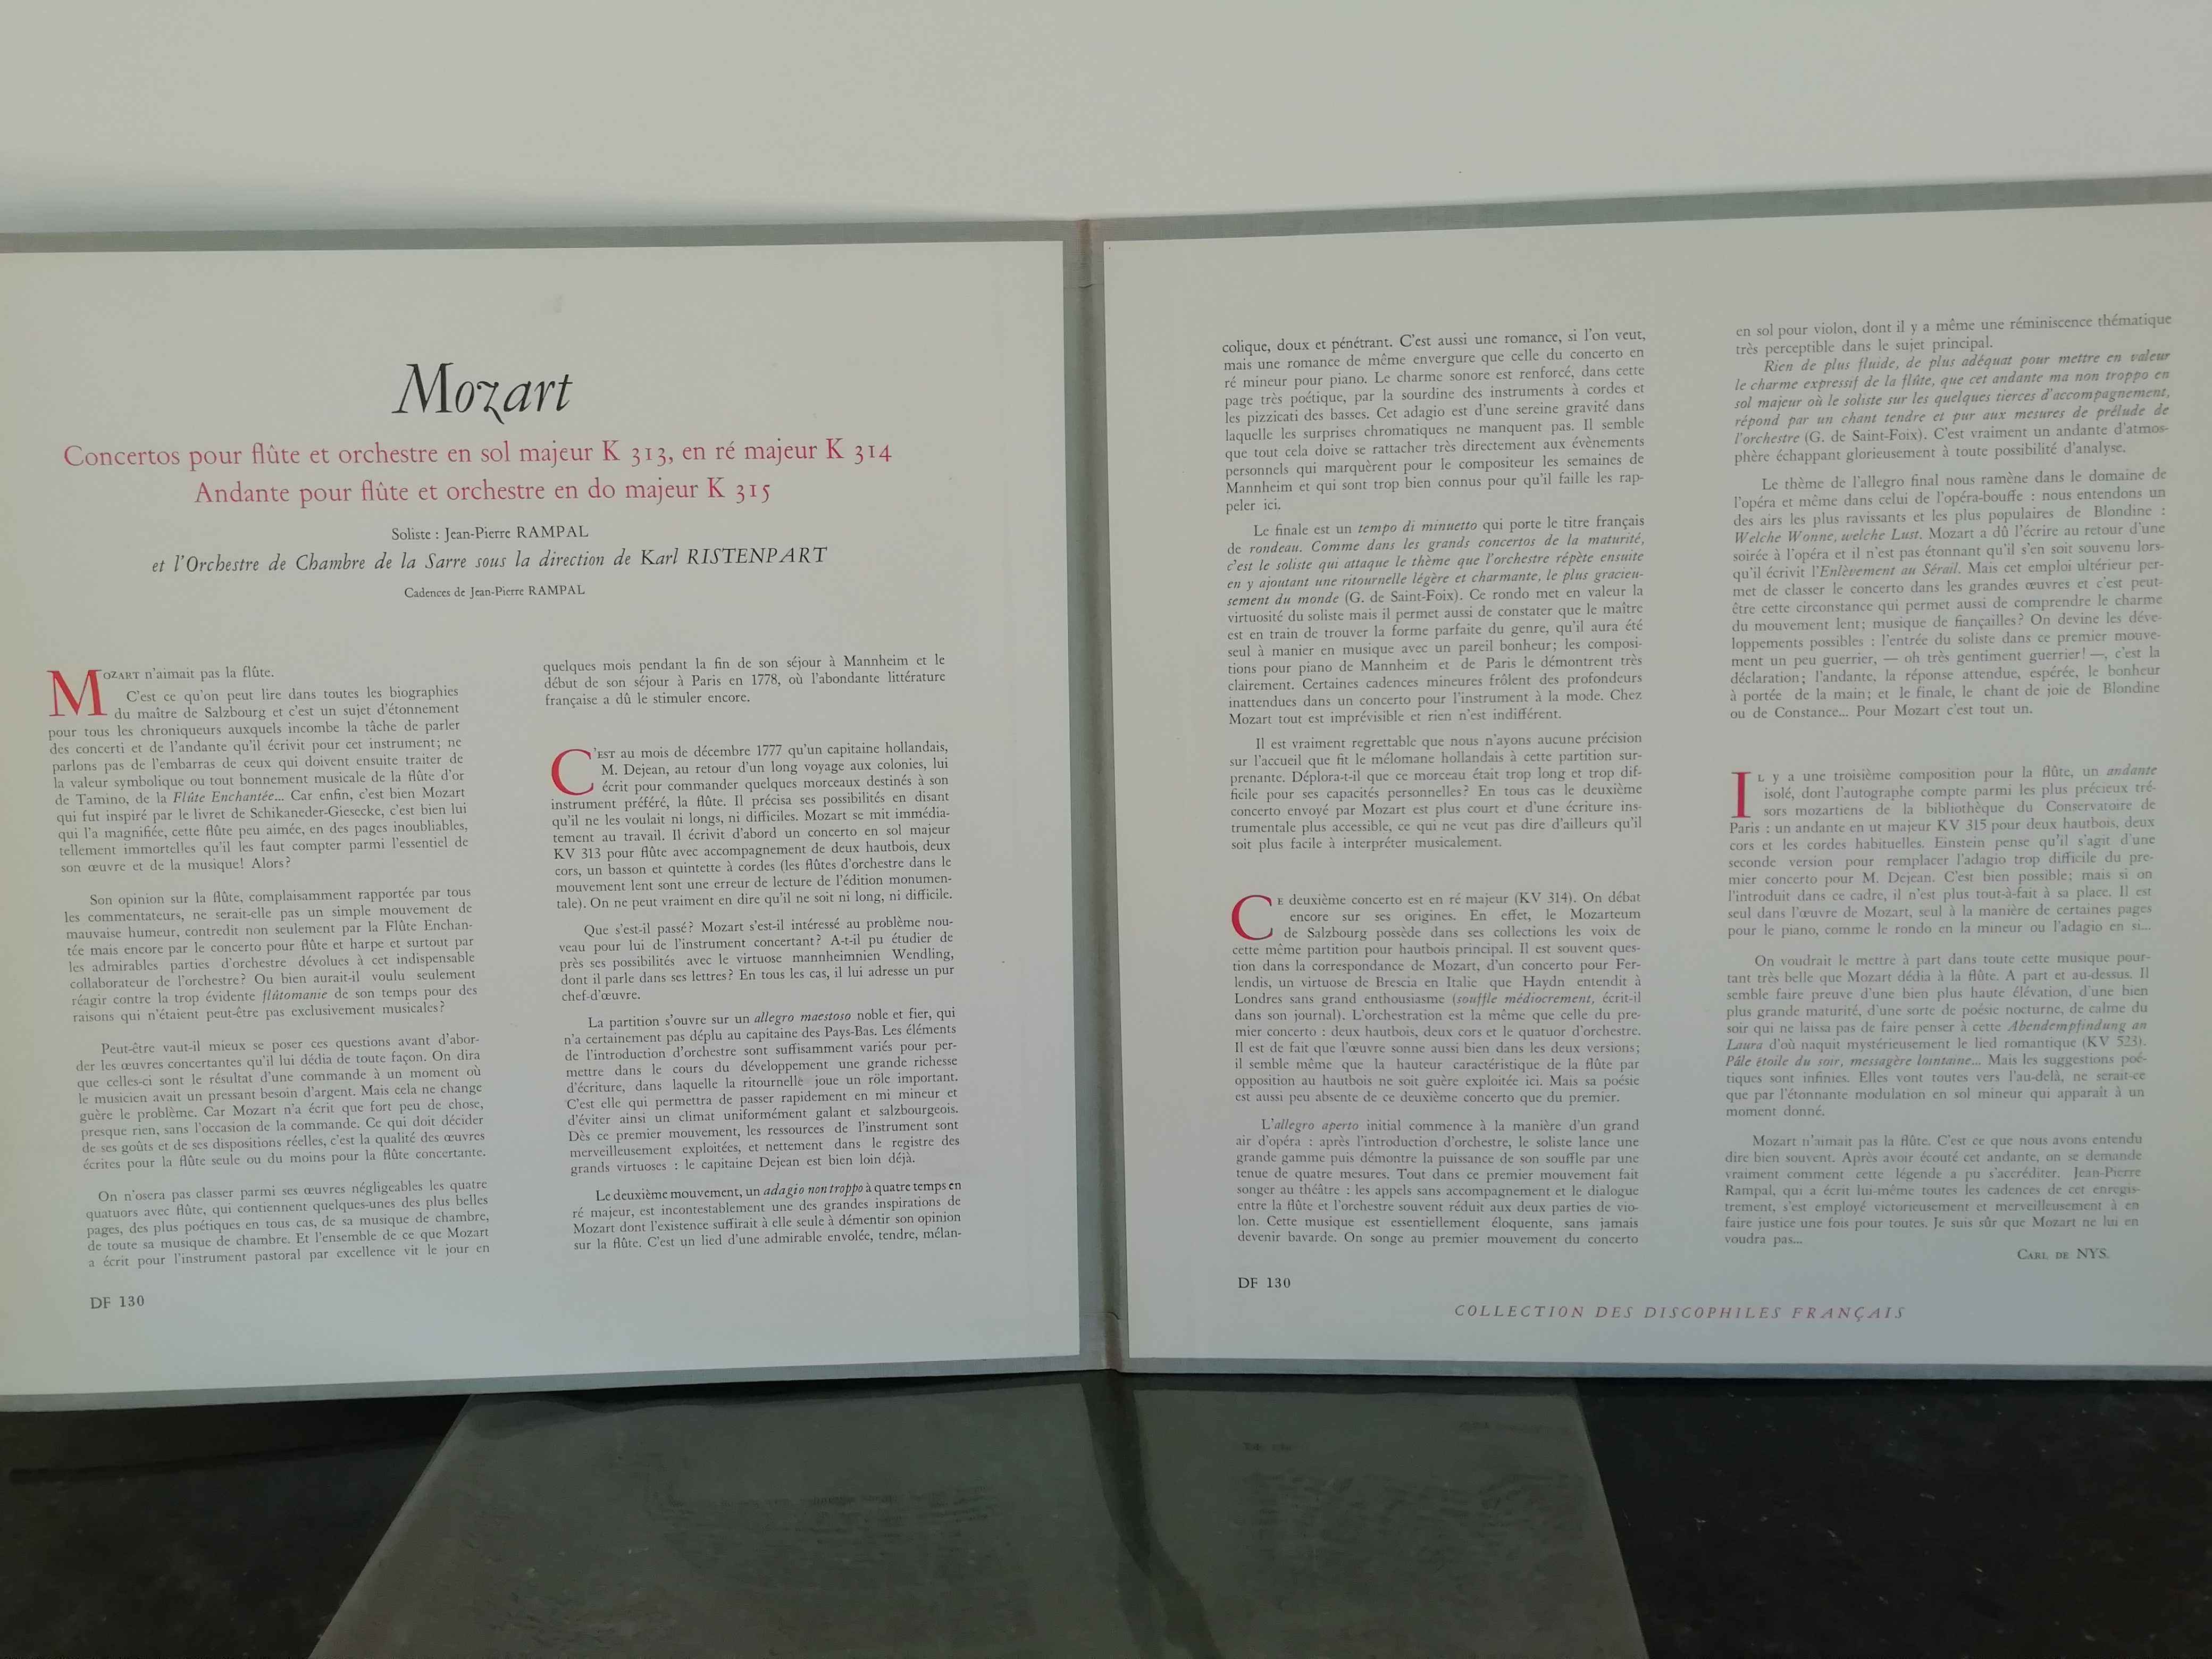 Mozart
Concertos pour flûte et orchestre en sol majeur K 313, en ré majeur K 314
Andante pour flûte et orchestre en do majeur K 315
Soliste : Jean-Pierre RAMPAL
et l'Orchestre de Chambre de la Sarre sous la direction de Karl RISTENPART
Cadences de Jean-Pierre RAMPAL
MOZART n'aimait pas la flûte.
C'est ce qu'on peut lire dans toutes les biographies
du maître de Salzbourg et c'est un sujet d'étonnement
pour tous les chroniqueurs auxquels incombe la tâche de parler
des concerti et de l'andante qu'il écrivit pour cet instrument; ne
parlons pas de l'embarras de ceux qui doivent ensuite traiter de
la valeur symbolique ou tout bonnement musicale de la flûte d'or
de Tamino, de la Flûte Enchantée... Car enfin, c'est bien Mozart
qui fut inspiré par le livret de Schikaneder-Giesecke, c'est bien lui
qui l'a magnifiée, cette flûte peu aimée, en des pages inoubliables,
tellement immortelles qu'il les faut compter parmi l'essentiel de
son œuvre et de la musique! Alors?
Son opinion sur la flûte, complaisamment rapportée par tous
les commentateurs, ne serait-elle pas un simple mouvement de
mauvaise humeur, contredit non seulement par la Flûte Enchan-
tée mais encore par le concerto pour flûte et harpe et surtout par
les admirables parties d'orchestre dévolues à cet indispensable
collaborateur de l'orchestre? Ou bien aurait-il voulu seulement
réagir contre la trop évidente flûtomanie de son temps pour des
raisons qui n'étaient peut-être pas exclusivement musicales?
Peut-être vaut-il mieux se poser ces questions avant d'abor-
der les œuvres concertantes qu'il lui dédia de toute façon. On dira
que celles-ci sont le résultat d'une commande à un moment où
le musicien avait un pressant besoin d'argent. Mais cela ne change
guère le problème. Car Mozart n'a écrit que fort peu de chose,
presque rien, sans l'occasion de la commande. Ce qui doit décider
de ses goûts et de ses dispositions réelles, c'est la qualité des œuvres
écrites pour la flûte seule ou du moins pour la flûte concertante.
On n'osera pas classer parmi ses œuvres négligeables les quatre
quatuors avec flûte, qui contiennent quelques-unes des plus belles
pages, des plus poétiques en tous cas, de sa musique de chambre,
de toute sa musique de chambre. Et l'ensemble de ce que Mozart
a écrit pour l'instrument pastoral par excellence vit le jour en
DF 130
quelques mois pendant la fin de son séjour à Mannheim et le
début de son séjour à Paris en 1778, où l'abondante littérature
française a dû le stimuler encore.
C'EST au mois de décembre 1777 qu'un capitaine hollandais,
M. Dejean, au retour d'un long voyage aux colonies, lui
écrit pour commander quelques morceaux destinés à son
instrument préféré, la flûte. Il précisa ses possibilités en disant
qu'il ne les voulait ni longs, ni difficiles. Mozart se mit immédia-
tement au travail. Il écrivit d'abord un concerto en sol majeur
KV 313 pour flûte avec accompagnement de deux hautbois, deux
cors, un basson et quintette à cordes (les flûtes d'orchestre dans le
mouvement lent sont une erreur de lecture de l'édition monumen-
tale). On ne peut vraiment en dire qu'il ne soit ni long, ni difficile.
Que s'est-il passé? Mozart s'est-il intéressé au problème nou-
veau pour lui de l'instrument concertant? A-t-il pu étudier de
près ses possibilités avec le virtuose mannheimnien Wendling,
dont il parle dans ses lettres? En tous les cas, il lui adresse un pur
chef-d'œuvre.
La partition s'ouvre sur un allegro maestoso noble et fier, qui
n'a certainement pas déplu au capitaine des Pays-Bas. Les éléments
de l'introduction d'orchestre sont suffisamment variés pour per-
mettre dans le cours du développement une grande richesse
d'écriture, dans laquelle la ritournelle joue un rôle important.
C'est elle qui permettra de passer rapidement en mi mineur et
d'éviter ainsi un climat uniformément galant et salzbourgeois.
Dès ce premier mouvement, les ressources de l'instrument sont
merveilleusement exploitées, et nettement dans le registre des
grands virtuoses : le capitaine Dejean est bien loin déjà.
Le deuxième mouvement, un adagio non troppo à quatre temps en
ré majeur, est incontestablement une des grandes inspirations de
Mozart dont l'existence suffirait à elle seule à démentir son opinion
sur la flûte. C'est un lied d'une admirable envolée, tendre, mélan-
colique, doux et pénétrant. C'est aussi une romance, si l'on veut,
mais une romance de même envergure que celle du concerto en
ré mineur pour piano. Le charme sonore est renforcé, dans cette
page très poétique, par la sourdine des instruments à cordes et
les pizzicati des basses. Cet adagio est d'une sereine gravité dans
laquelle les surprises chromatiques ne manquent pas. Il semble
que tout cela doive se rattacher très directement aux évènements
personnels qui marquèrent pour le compositeur les semaines de
Mannheim et qui sont trop bien connus pour qu'il faille les rap-
peler ici.
Le finale est un tempo di minuetto qui porte le titre français
de rondeau. Comme dans les grands concertos de la maturité,
c'est le soliste qui attaque le thème que l'orchestre répète ensuite
en y ajoutant une ritournelle légère et charmante, le plus gracieu-
sement du monde (G. de Saint-Foix). Ce rondo met en valeur la
virtuosité du soliste mais il permet aussi de constater que le maître
est en train de trouver la forme parfaite du genre, qu'il aura été
seul à manier en musique avec un pareil bonheur; les composi-
tions pour piano de Mannheim et de Paris le démontrent très
clairement. Certaines cadences mineures frôlent des profondeurs
inattendues dans un concerto pour l'instrument à la mode. Chez
Mozart tout est imprévisible et rien n'est indifférent.
Il est vraiment regrettable que nous n'ayons aucune précision
sur l'accueil que fit le mélomane hollandais à cette partition sur-
prenante. Déplora-t-il que ce morceau était trop long et trop dif-
ficile pour ses capacités personnelles? En tous cas le deuxième
concerto envoyé par Mozart est plus court et d'une écriture ins-
trumentale plus accessible, ce qui ne veut pas dire d'ailleurs qu'il
soit plus facile à interpréter musicalement.
CE deuxième concerto est en ré majeur (KV 314). On débat
encore sur ses origines. En effet, le Mozarteum
de Salzbourg possède dans ses collections les voix de
cette même partition pour hautbois principal. Il est souvent ques-
tion dans la correspondance de Mozart, d'un concerto pour Fer-
lendis, un virtuose de Brescia en Italie que Haydn entendit à
Londres sans grand enthousiasme (souffle médiocrement, écrit-il
dans son journal). L'orchestration est la même que celle du pre-
mier concerto : deux hautbois, deux cors et le quatuor d'orchestre.
Il est de fait que l'œuvre sonne aussi bien dans les deux versions;
il semble même que la hauteur caractéristique de la flûte par
opposition au hautbois ne soit guère exploitée ici. Mais sa poésie
est aussi peu absente de ce deuxième concerto que du premier.
L'allegro aperto initial commence à la manière d'un grand
air d'opéra : après l'introduction d'orchestre, le soliste lance une
grande gamme puis démontre la puissance de son souffle par une
tenue de quatre mesures. Tout dans ce premier mouvement fait
songer au théâtre : les appels sans accompagnement et le dialogue
entre la flûte et l'orchestre souvent réduit aux deux parties de vio-
lon. Cette musique est essentiellement éloquente, sans jamais
devenir bavarde. On songe au premier mouvement du concerto
DF 130
en sol pour violon, dont il y a même une réminiscence thématique
très perceptible dans le sujet principal.
Rien de plus fluide, de plus adéquat pour mettre en valeur
le charme expressif de la flûte, que cet andante ma non troppo en
sol majeur où le soliste sur les quelques tierces d'accompagnement,
répond par un chant tendre et pur aux mesures de prélude de
l'orchestre (G. de Saint-Foix). C'est vraiment un andante d'atmos-
phère échappant glorieusement à toute possibilité d'analyse.
Le thème de l'allegro final nous ramène dans le domaine de
l'opéra et même dans celui de l'opéra-bouffe : nous entendons un
des airs les plus ravissants et les plus populaires de Blondine :
Welche Wonne, welche Lust. Mozart a dû l'écrire au retour d'une
soirée à l'opéra et il n'est pas étonnant qu'il s'en soit souvenu lors-
qu'il écrivit l'Enlèvement au Sérail. Mais cet emploi ultérieur per-
met de classer le concerto dans les grandes œuvres et c'est peut-
être cette circonstance qui permet aussi de comprendre le charme
du mouvement lent; musique de fiançailles? On devine les déve-
loppements possibles : l'entrée du soliste dans ce premier mouve-
ment un peu guerrier, — oh très gentiment guerrier! —, c'est la
déclaration; l'andante, la réponse attendue, espérée, le bonheur
à portée de la main; et le finale, le chant de joie de Blondine
ou de Constance... Pour Mozart c'est tout un.
IL y a une troisième composition pour la flûte, un andante
isolé, dont l'autographe compte parmi les plus précieux tré-
sors mozartiens de la bibliothèque du Conservatoire de
Paris : un andante en ut majeur KV 315 pour deux hautbois, deux
cors et les cordes habituelles. Einstein pense qu'il s'agit d'une
seconde version pour remplacer l'adagio trop difficile du pre-
mier concerto pour M. Dejean. C'est bien possible; mais si on
l'introduit dans ce cadre, il n'est plus tout-à-fait à sa place. Il est
seul dans l'œuvre de Mozart, seul à la manière de certaines pages
pour le piano, comme le rondo en la mineur ou l'adagio en si...
On voudrait le mettre à part dans toute cette musique pour-
tant très belle que Mozart dédia à la flûte. A part et au-dessus. Il
semble faire preuve d'une bien plus haute élévation, d'une bien
plus grande maturité, d'une sorte de poésie nocturne, de calme du
soir qui ne laissa pas de faire penser à cette Abendempfindung an
Laura d'où naquit mystérieusement le lied romantique (KV 523).
Pâle étoile du soir, messagère lointaine... Mais les suggestions poé-
tiques sont infinies. Elles vont toutes vers l'au-delà, ne serait-ce
que par l'étonnante modulation en sol mineur qui apparaît à un
moment donné.
Mozart n'aimait pas la flûte. C'est ce que nous avons entendu
dire bien souvent. Après avoir écouté cet andante, on se demande
vraiment comment cette légende a pu s'accréditer. Jean-Pierre
Rampal, qui a écrit lui-même toutes les cadences de cet enregis-
trement, s'est employé victorieusement et merveilleusement à en
faire justice une fois pour toutes. Je suis sûr que Mozart ne lui en
voudra pas...
CARL DE NYS.
COLLECTION DES DISCOPHILES FRANÇAIS